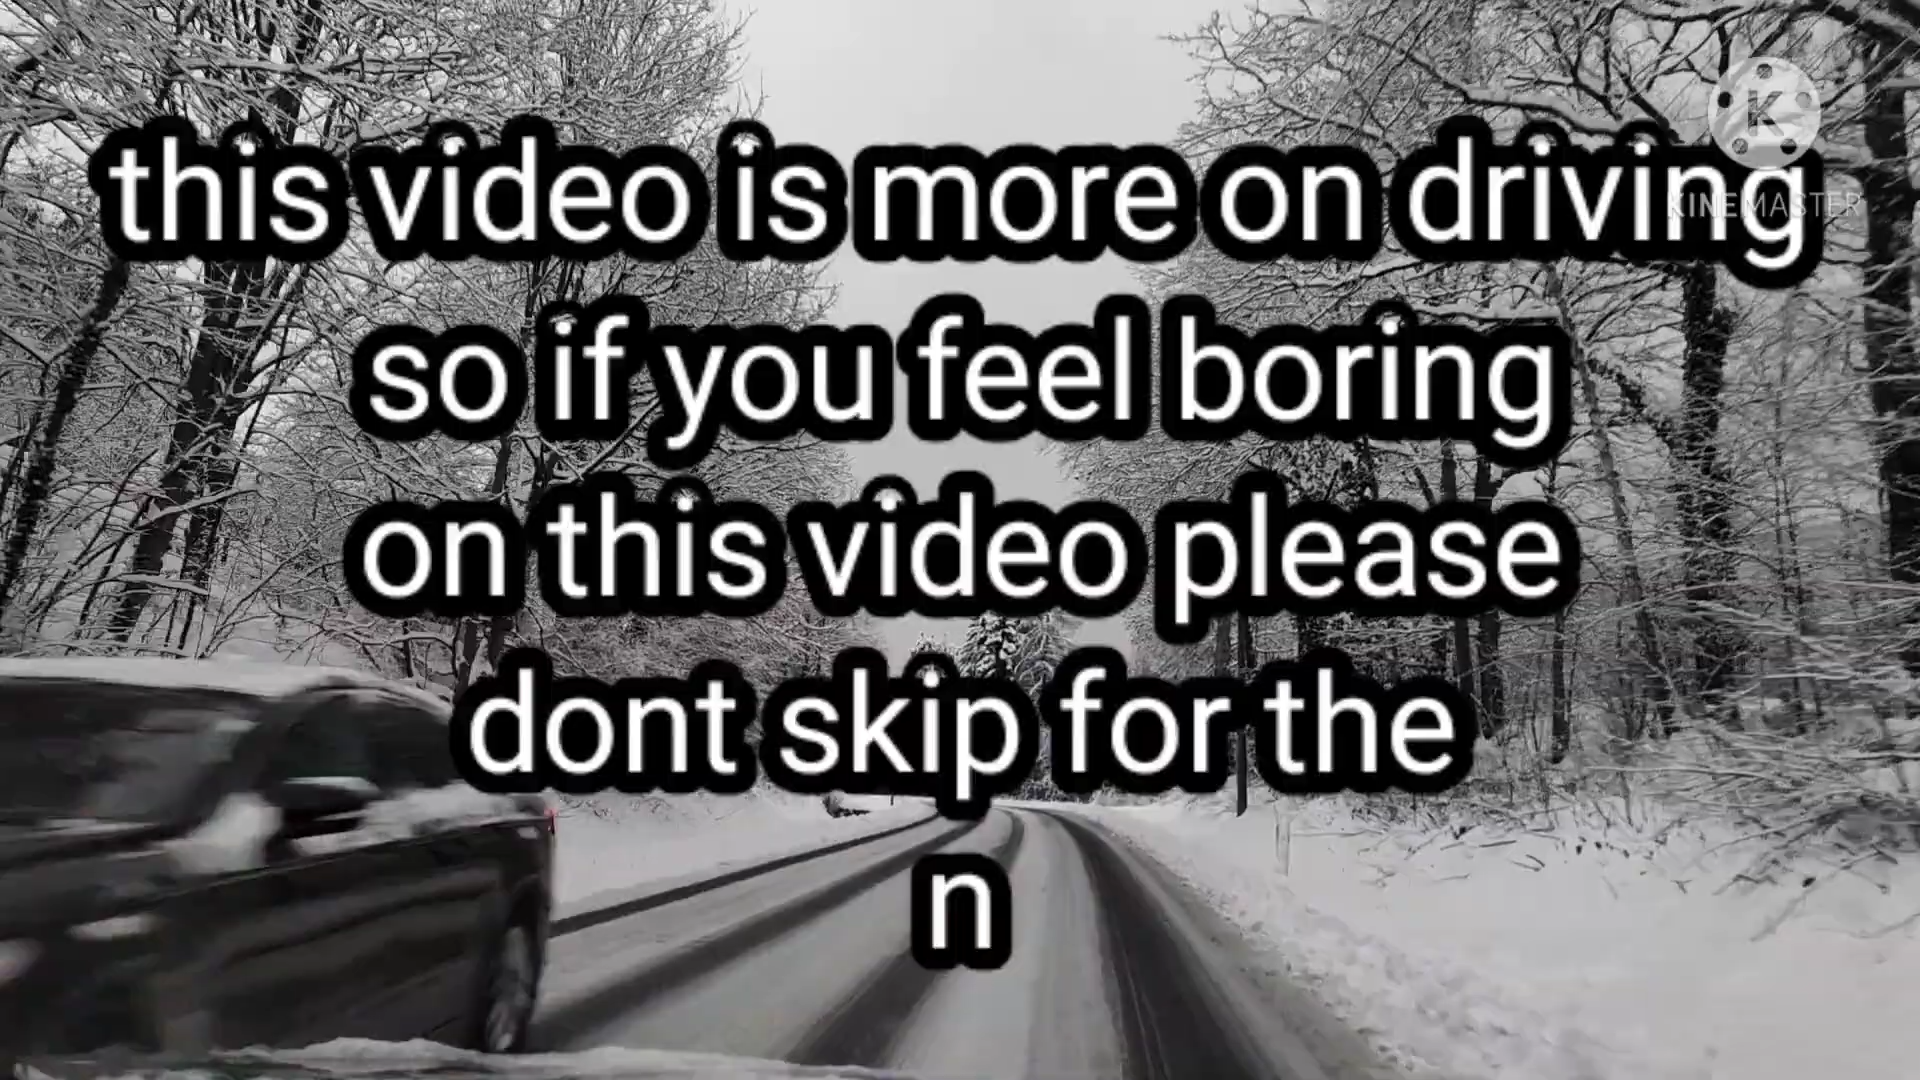 K
KINEMASTER
this video is more on driving
so if you feel boring
on this video please
dont skip for the
n